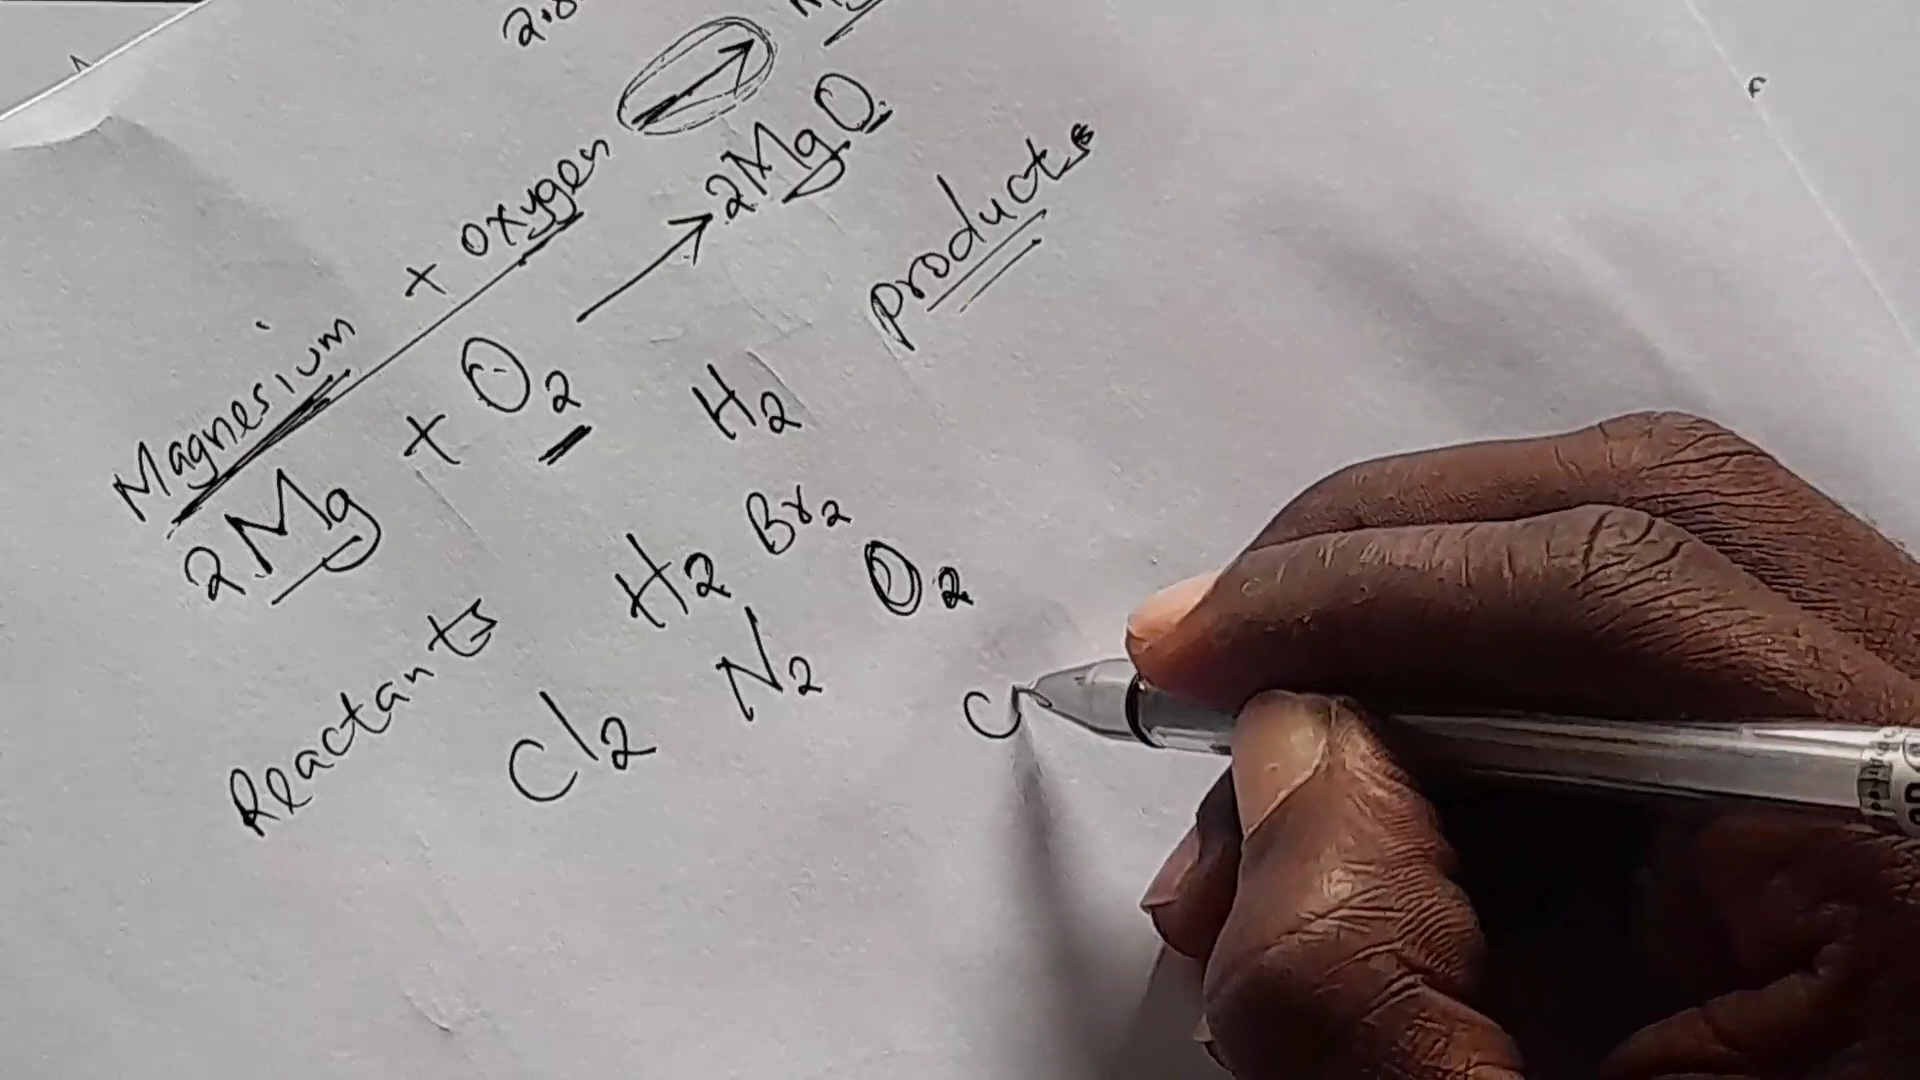 Magnesium + Oxygen →
2Mg + O₂ → 2MgO
Reactants
products
H₂
H₂ Br₂
Cl₂ N₂ O₂
C